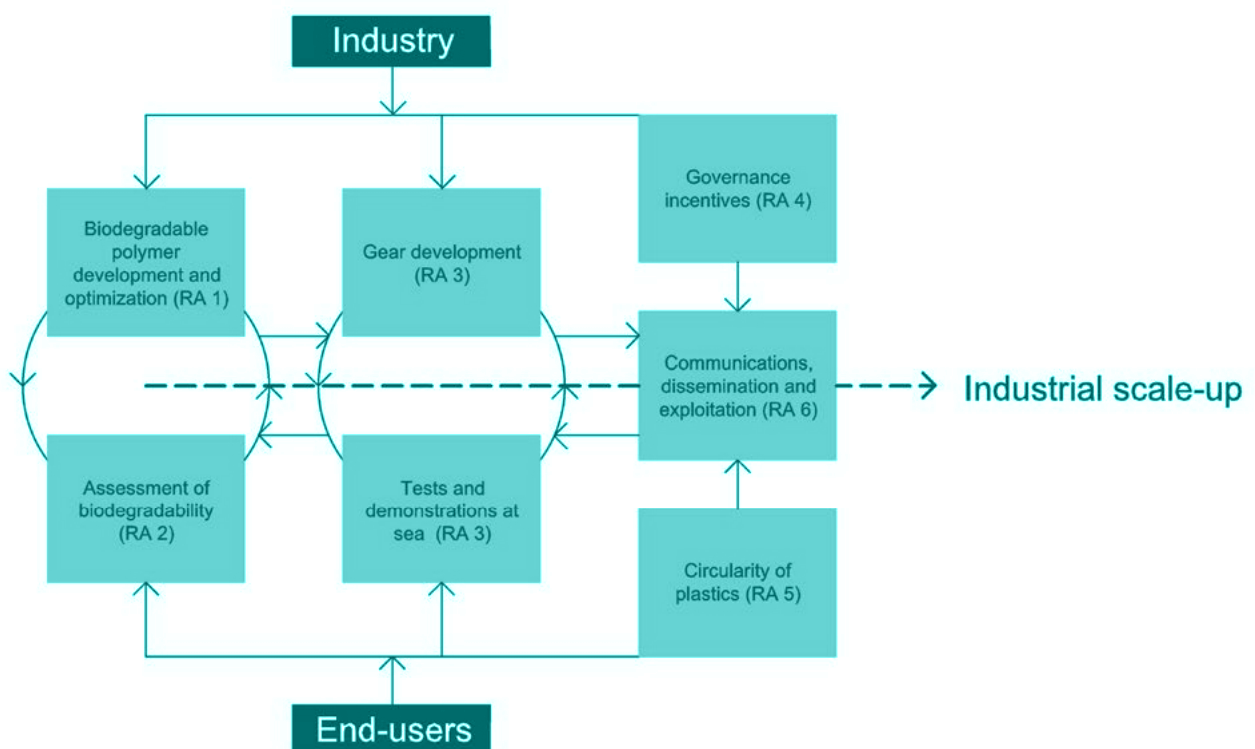 Industry
Biodegradable
polymer
development and
optimization (RA 1)
Gear development
(RA 3)
Governance
incentives (RA 4)
Communications,
dissemination and
exploitation (RA 6)
Industrial scale-up
Assessment of
biodegradability
(RA 2)
Tests and
demonstrations at
sea (RA 3)
Circularity of
plastics (RA 5)
End-users